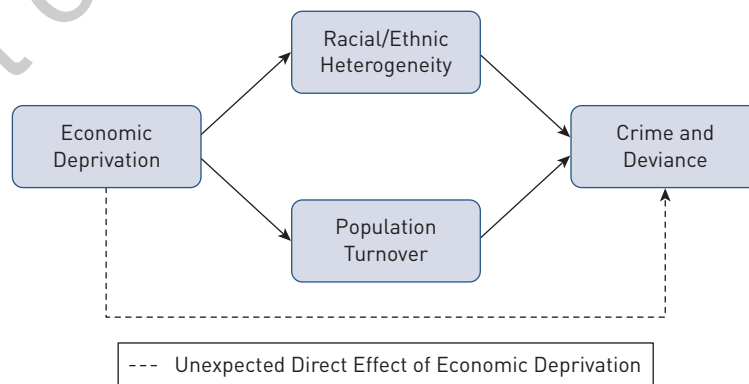 Racial/Ethnic
Heterogeneity
Economic
Deprivation
Crime and
Deviance
Population
Turnover
--- Unexpected Direct Effect of Economic Deprivation